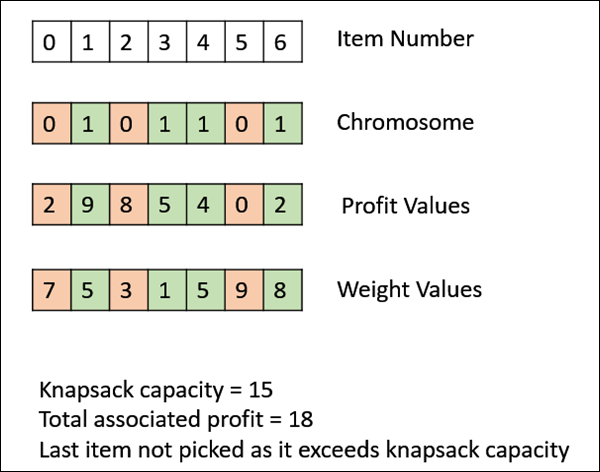 0 1 2 3 4 5 6 Item Number
0 1 0 1 1 0 1 Chromosome
2 9 8 5 4 0 2 Profit Values
7 5 3 1 5 9 8 Weight Values
Knapsack capacity = 15
Total associated profit = 18
Last item not picked as it exceeds knapsack capacity